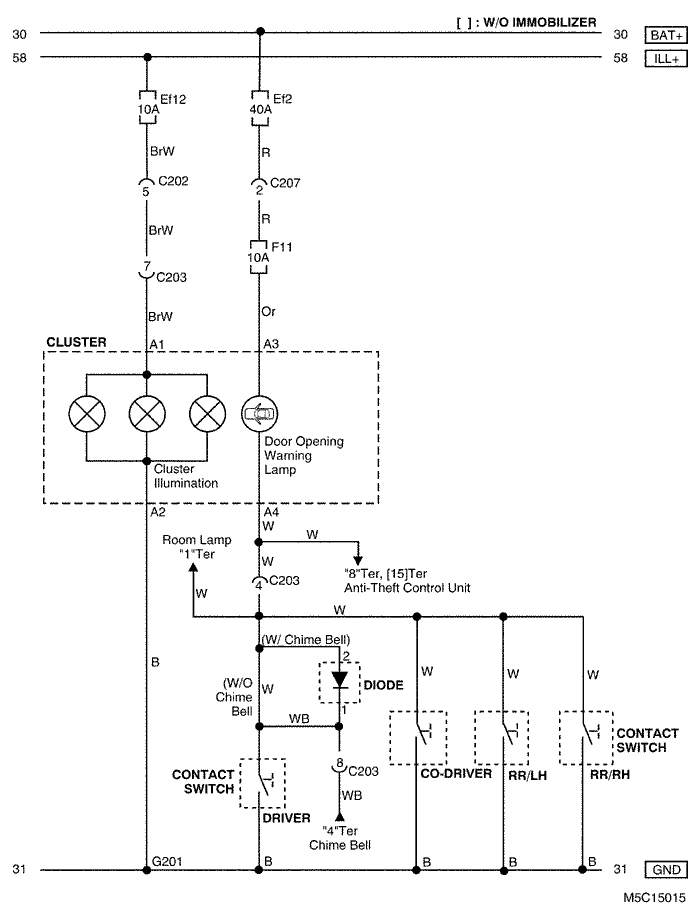 [ ] : W/O IMMOBILIZER
30 30 BAT+
58 58 ILL+
Ef12
10A
Ef2
40A
BrW
R
C202
5
C207
2
BrW
R
F11
10A
7
C203
BrW
Or
CLUSTER
A1
A3
Door Opening
Warning
Lamp
Cluster
Illumination
A2
A4
W
Room Lamp
"1"Ter
W
W
"8"Ter, [15]Ter
Anti-Theft Control Unit
4
C203
W
W
(W/ Chime Bell)
2
B
(W/O
Chime
Bell
W
DIODE
1
W
W
W
WB
CONTACT
SWITCH
8
C203
CO-DRIVER
RR/LH
RR/RH
CONTACT
SWITCH
WB
DRIVER
"4"Ter
Chime Bell
31
G201
B
B
B
B
31
GND
M5C15015